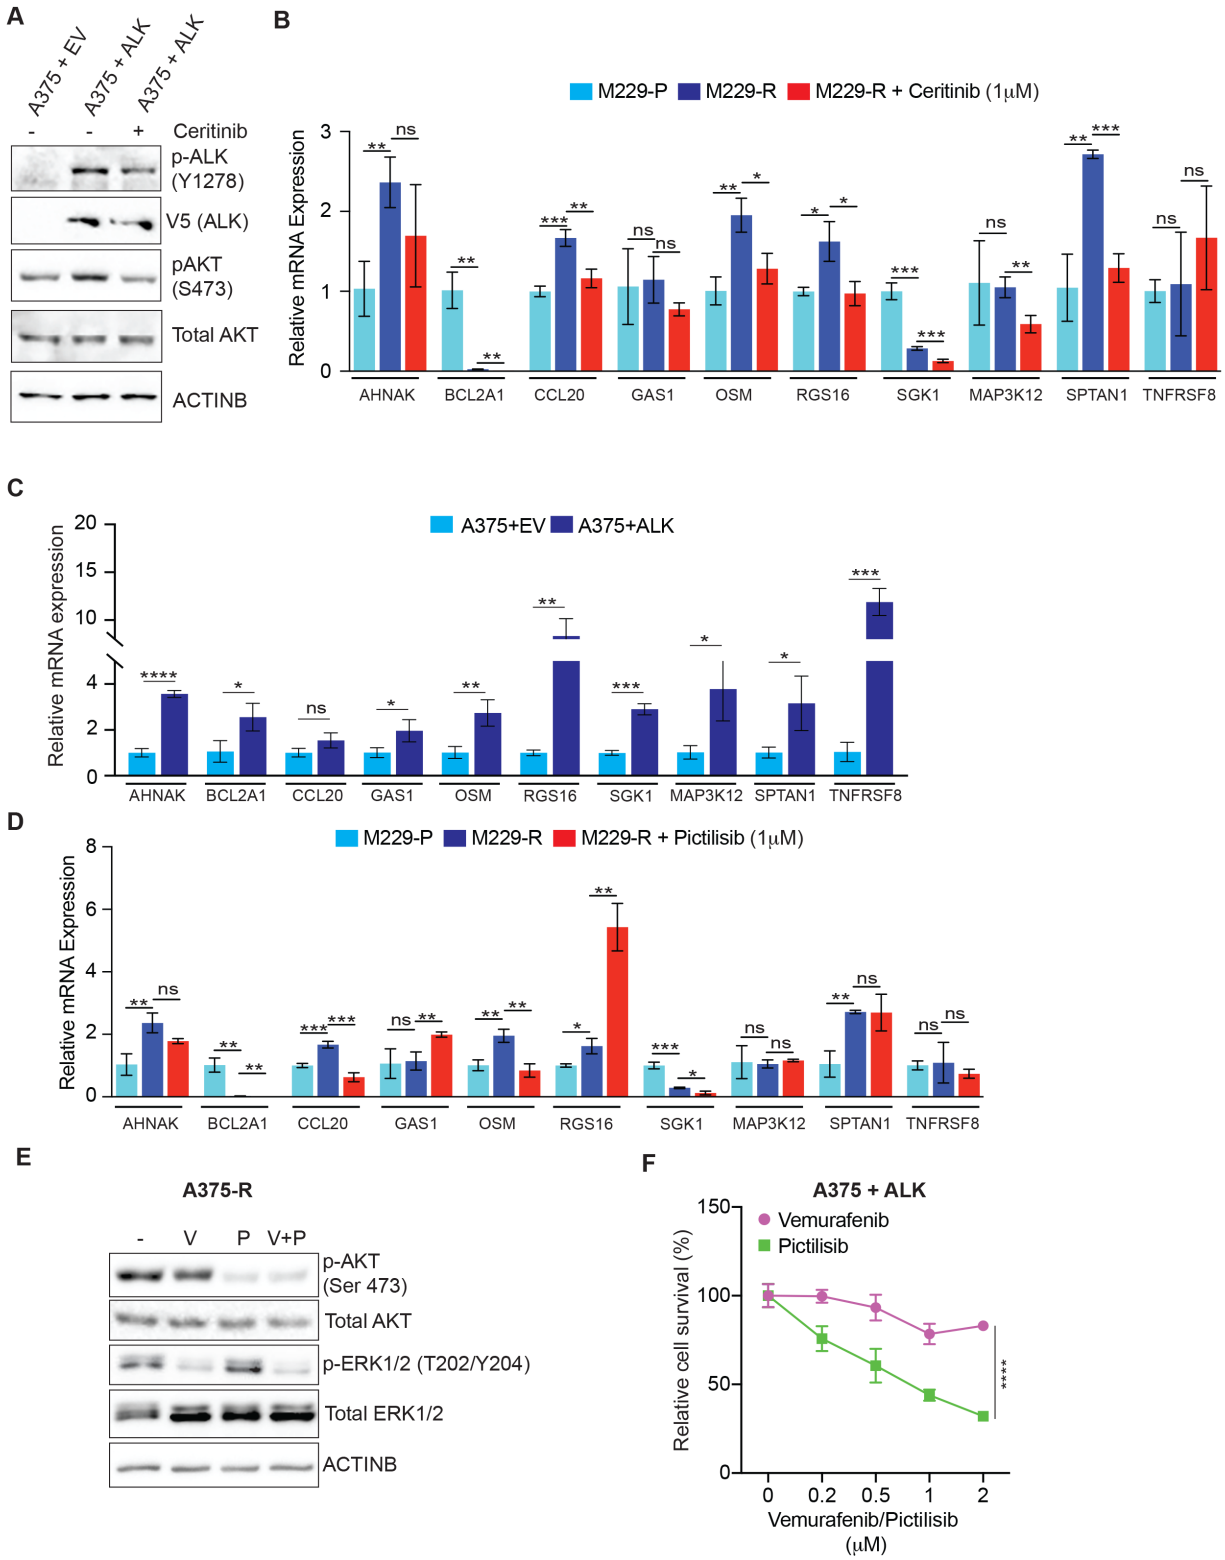 A
A375 + EV
A375 + ALK
A375 + ALK
- - + Ceritinib
p-ALK
(Y1278)
V5 (ALK)
pAKT
(S473)
Total AKT
ACTINB
B
M229-P M229-R M229-R + Ceritinib (1μM)
Relative mRNA Expression
3
2
1
0
** ns
** **
*** **
ns ns
** *
* *
*** ***
ns **
** ***
ns ns
AHNAK BCL2A1 CCL20 GAS1 OSM RGS16 SGK1 MAP3K12 SPTAN1 TNFRSF8
C
A375+EV A375+ALK
Relative mRNA expression
20
15
10
4
2
0
**** * ns * ** ** *** * * ***
AHNAK BCL2A1 CCL20 GAS1 OSM RGS16 SGK1 MAP3K12 SPTAN1 TNFRSF8
D
M229-P M229-R M229-R + Pictilisib (1μM)
Relative mRNA Expression
8
6
4
2
0
** ns
** **
*** ***
ns **
** **
* **
*** *
ns ns
** ns
ns ns
AHNAK BCL2A1 CCL20 GAS1 OSM RGS16 SGK1 MAP3K12 SPTAN1 TNFRSF8
E
A375-R
- V P V+P
p-AKT
(Ser 473)
Total AKT
p-ERK1/2 (T202/Y204)
Total ERK1/2
ACTINB
F
A375 + ALK
Vemurafenib
Pictilisib
Relative cell survival (%)
150
100
50
0
****
0 0.2 0.5 1 2
Vemurafenib/Pictilisib
(μM)